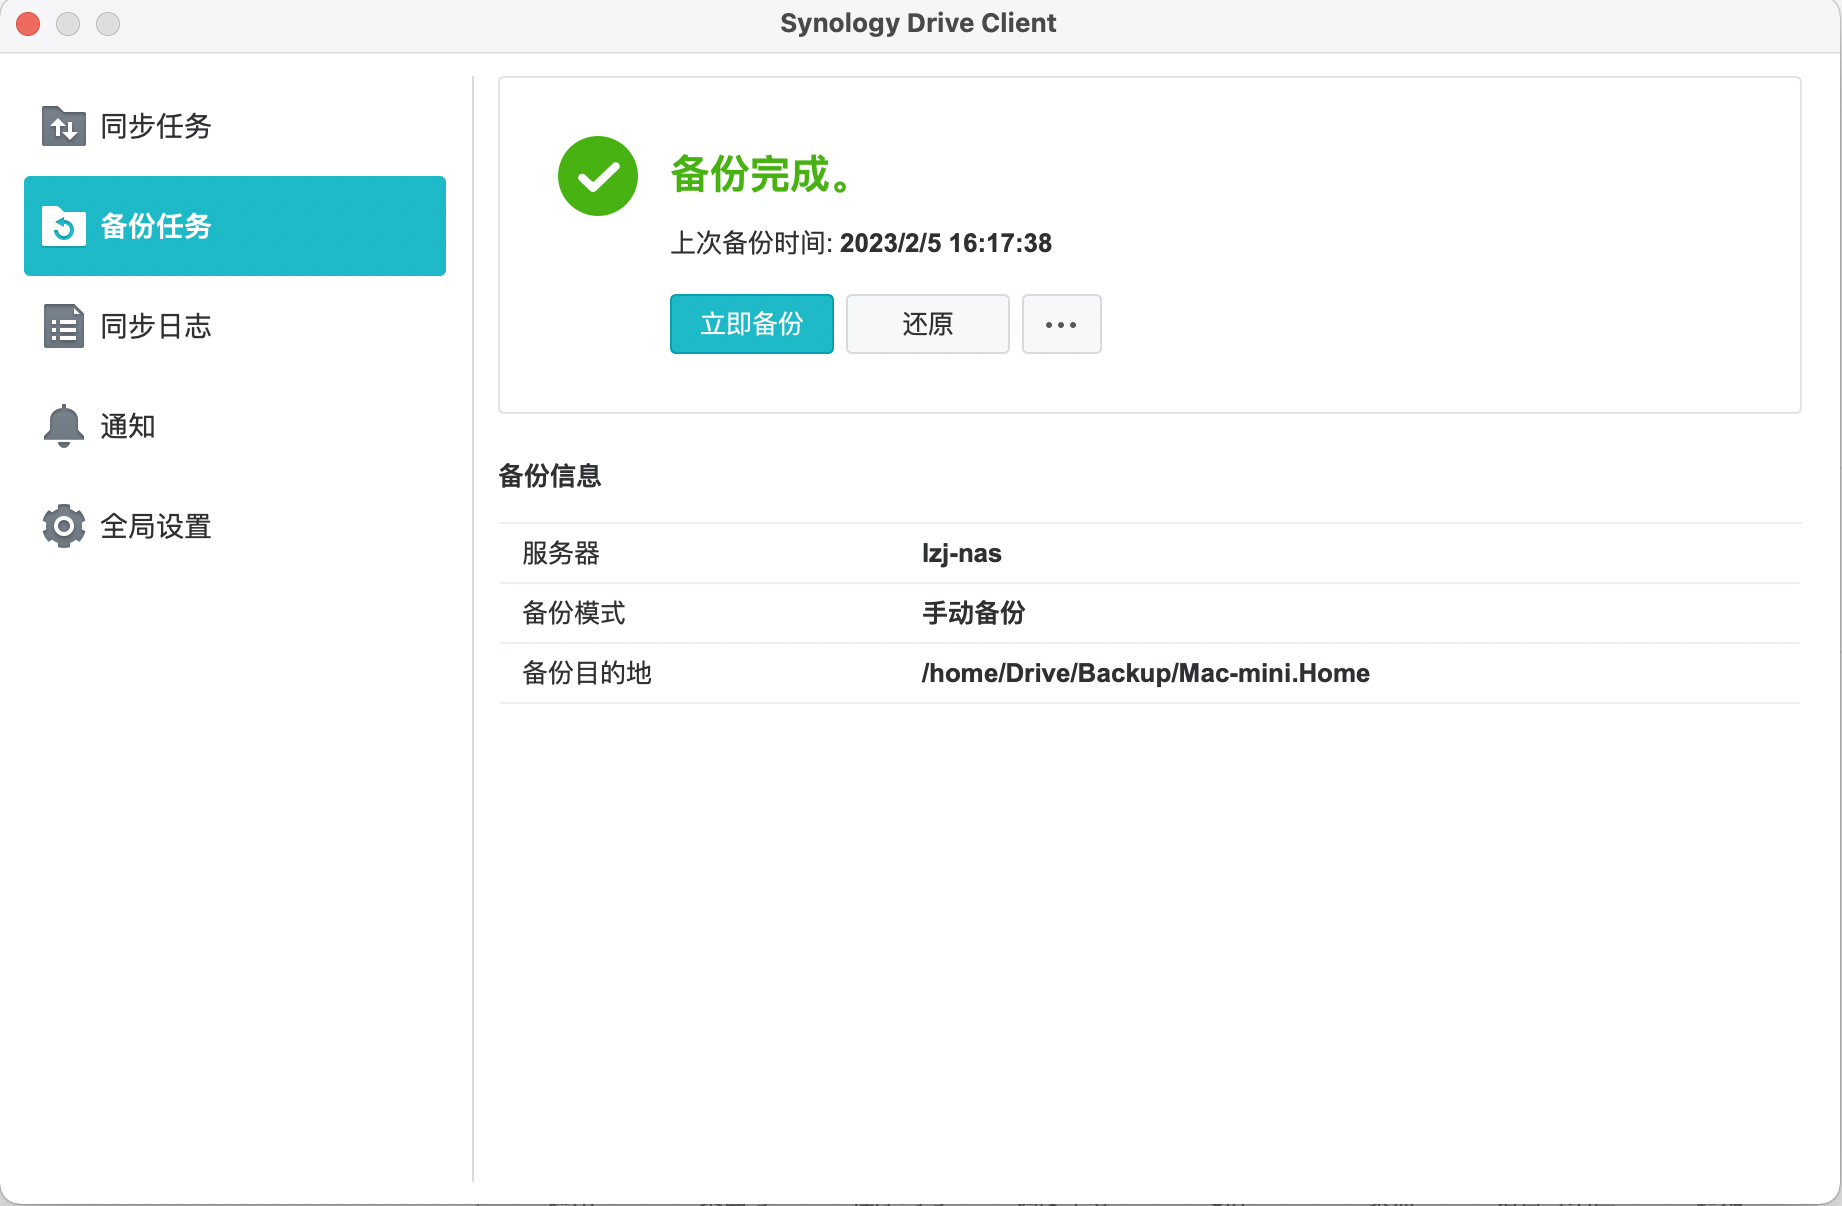 Synology Drive Client
同步任务
备份任务
同步日志
通知
全局设置
备份完成。
上次备份时间: 2023/2/5 16:17:38
立即备份
还原
备份信息
服务器 lzj-nas
备份模式 手动备份
备份目的地 /home/Drive/Backup/Mac-mini.Home